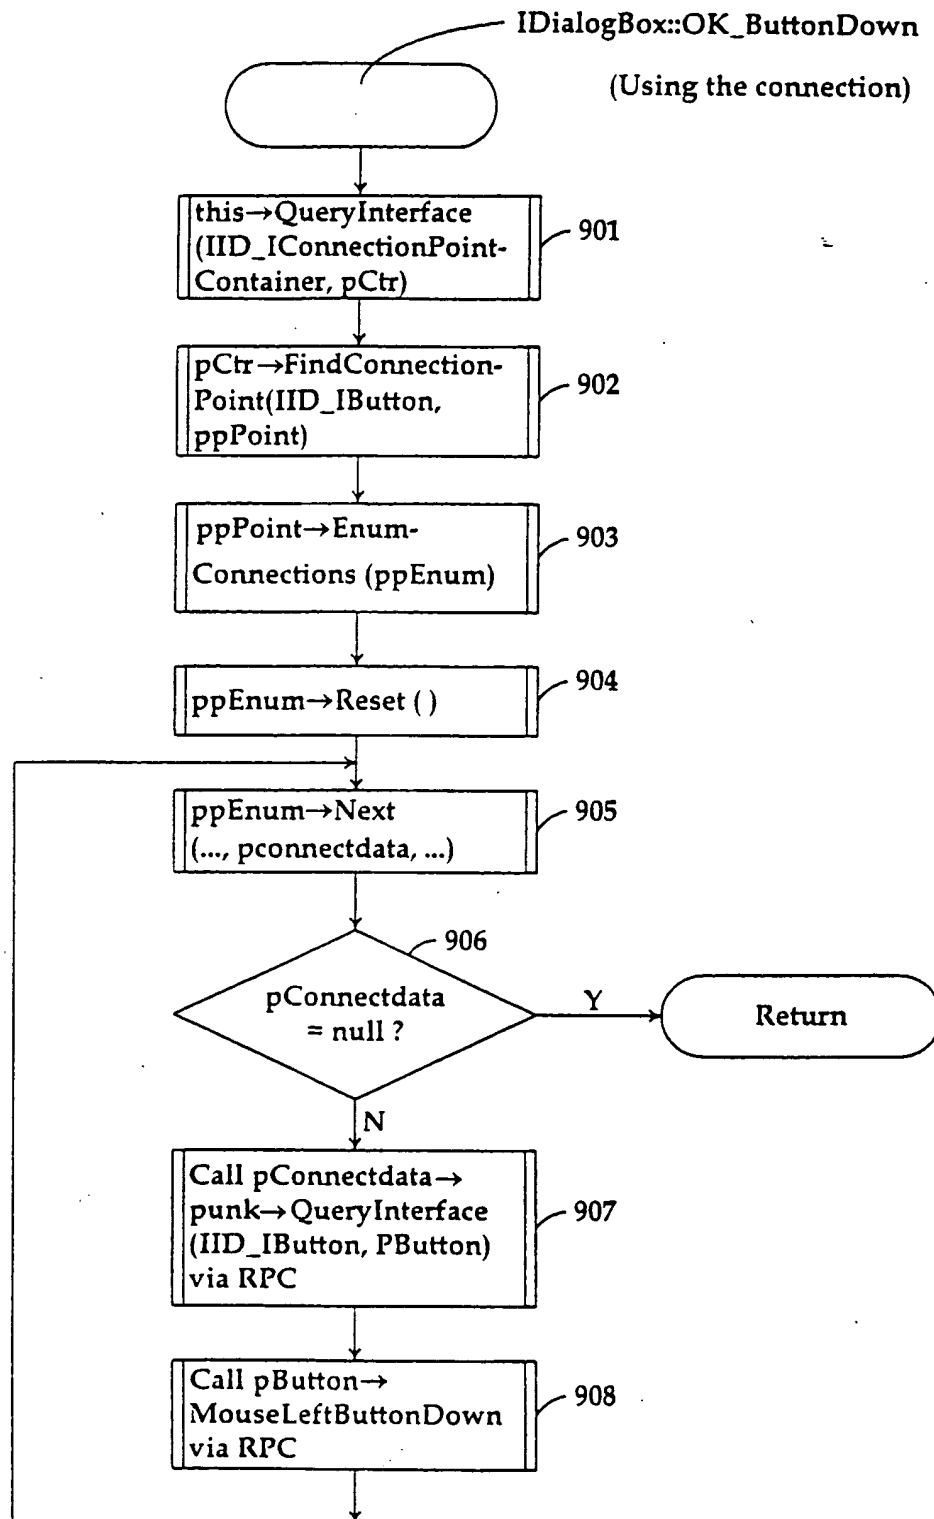 IDialogBox::OK_ButtonDown
(Using the connection)
this→QueryInterface
(IID_IConnectionPoint-
Container, pCtr)
901
pCtr→FindConnection-
Point(IID_IButton,
ppPoint)
902
ppPoint→Enum-
Connections (ppEnum)
903
ppEnum→Reset ( )
904
ppEnum→Next
(..., pconnectdata, ...)
905
906
pConnectdata
= null ?
Y
Return
N
Call pConnectdata→
punk→QueryInterface
(IID_IButton, PButton)
via RPC
907
Call pButton→
MouseLeftButtonDown
via RPC
908